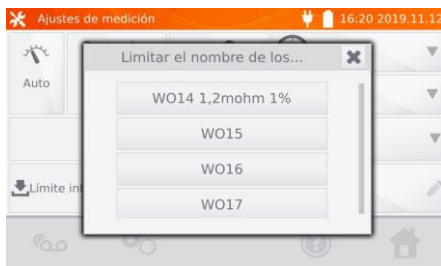 Ajustes de medición
16:20 2019.11.12
Limitar el nombre de los...
Auto
WO14 1,2mohm 1%
WO15
WO16
WO17
Límite int